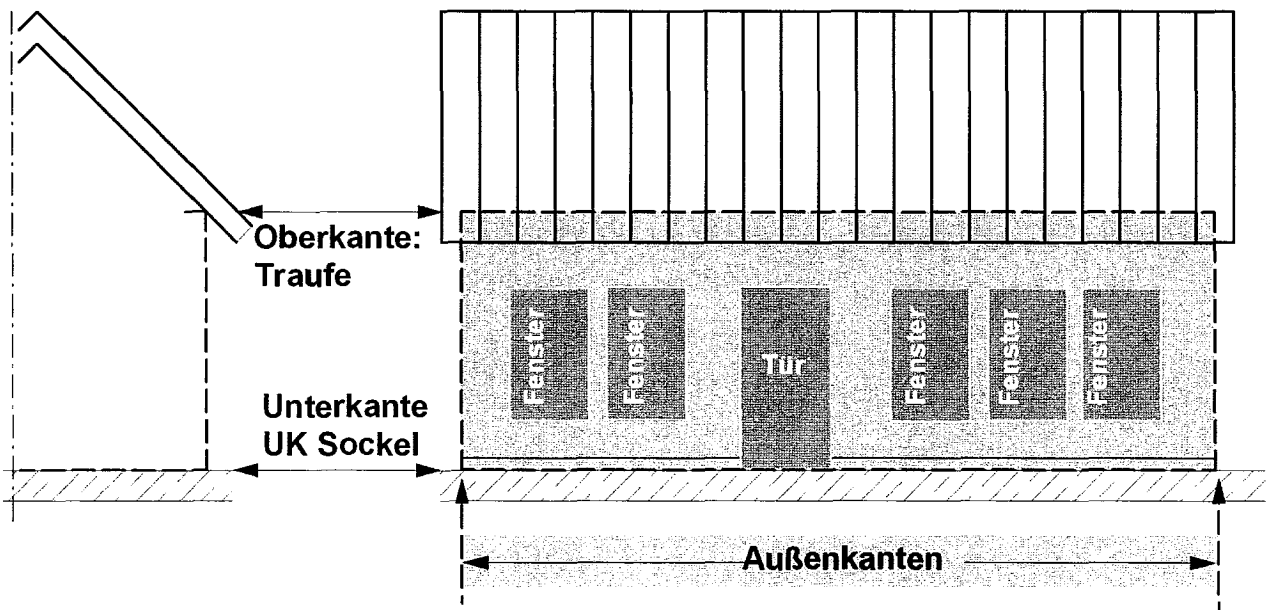 Oberkante:
Traufe
Unterkante
UK Sockel
Fenster
Fenster
Tür
Fenster
Fenster
Fenster
Außenkanten